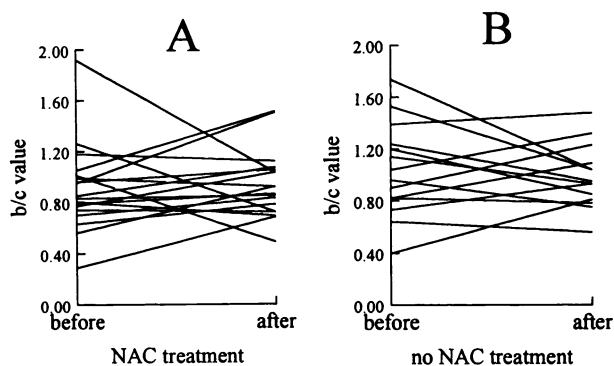 A
2.00
1.60
1.20
0.80
0.40
0.00
b/c value
before
after
NAC treatment
B
2.00
1.60
1.20
0.80
0.40
0.00
b/c value
before
after
no NAC treatment